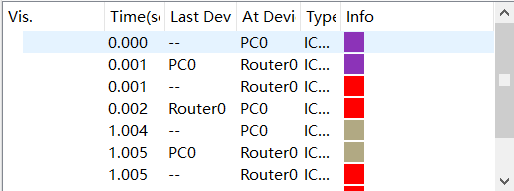 Vis. Time(se Last Dev At Devi Type Info
0.000 -- PC0 IC...
0.001 PC0 Router0 IC...
0.001 -- Router0 IC...
0.002 Router0 PC0 IC...
1.004 -- PC0 IC...
1.005 PC0 Router0 IC...
1.005 -- Router0 IC...